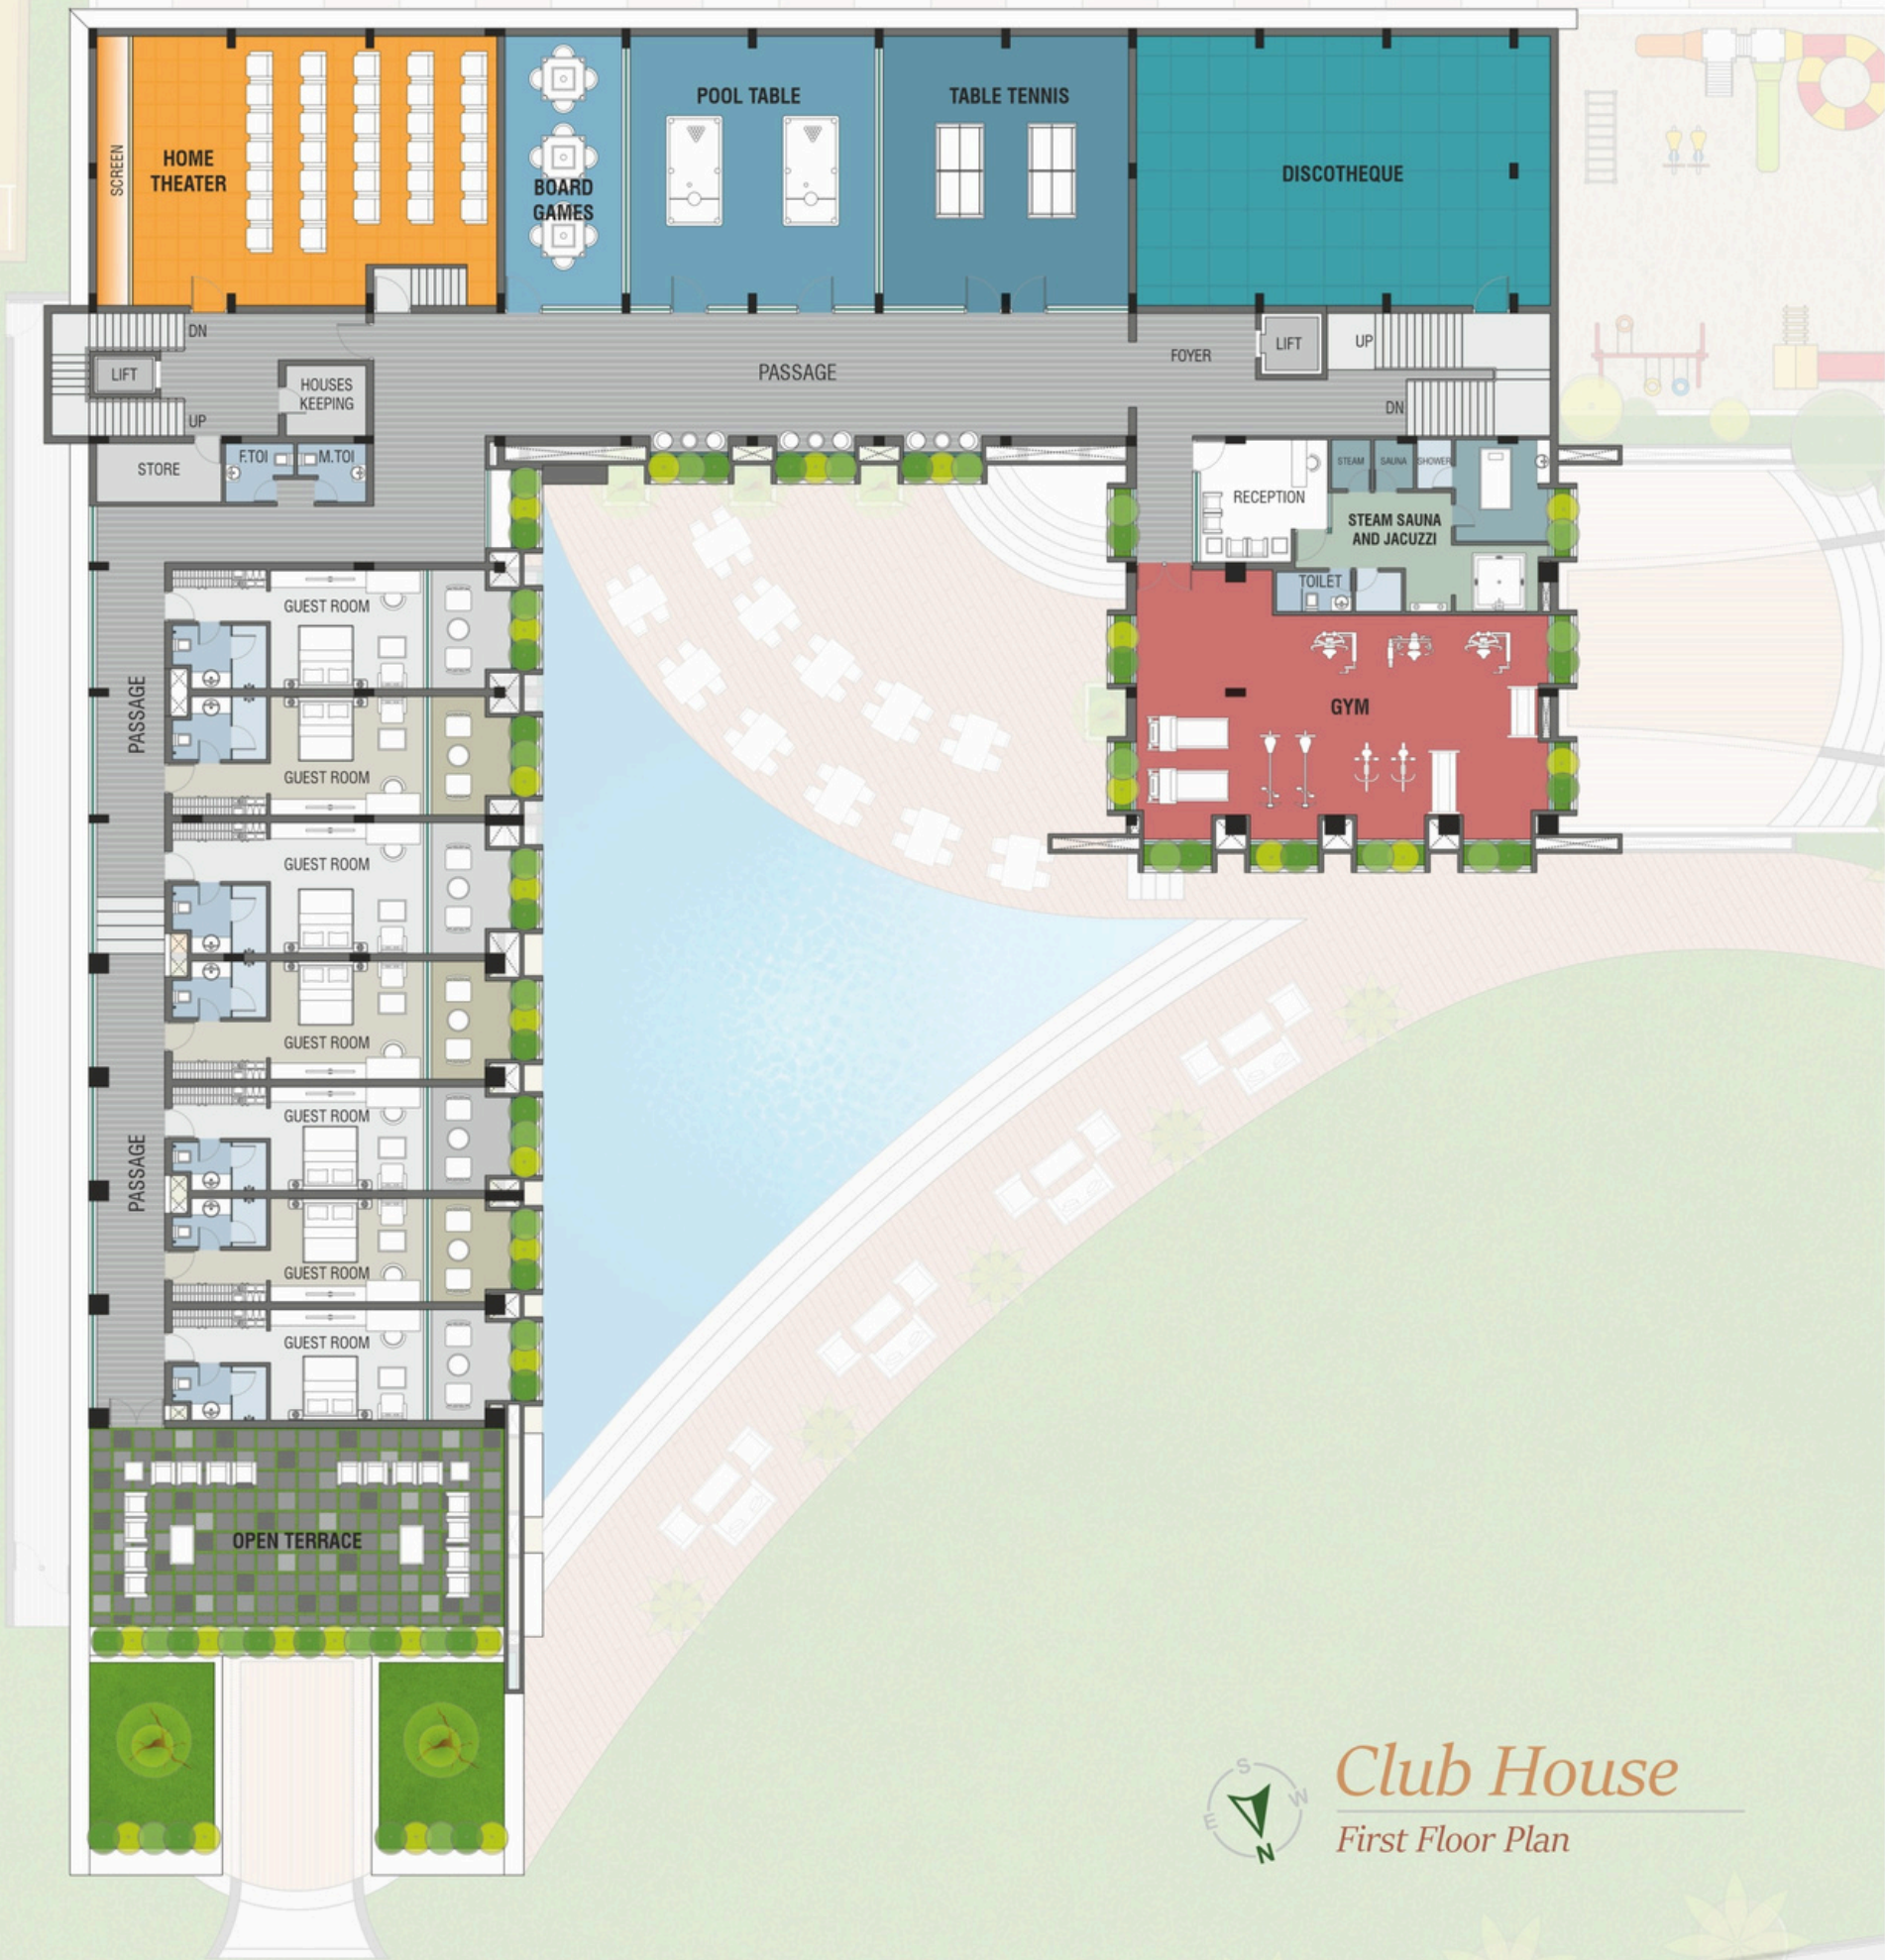 SCREEN
HOME
THEATER
BOARD
GAMES
POOL TABLE
TABLE TENNIS
DISCOTHEQUE
DN
LIFT
UP
HOUSES
KEEPING
PASSAGE
FOYER
LIFT
UP
DN
STORE
F.TOI
M.TOI
STEAM
SAUNA
SHOWER
RECEPTION
STEAM SAUNA
AND JACUZZI
TOILET
GYM
PASSAGE
GUEST ROOM
GUEST ROOM
GUEST ROOM
GUEST ROOM
PASSAGE
GUEST ROOM
GUEST ROOM
GUEST ROOM
OPEN TERRACE
S
W
E
N
Club House
First Floor Plan